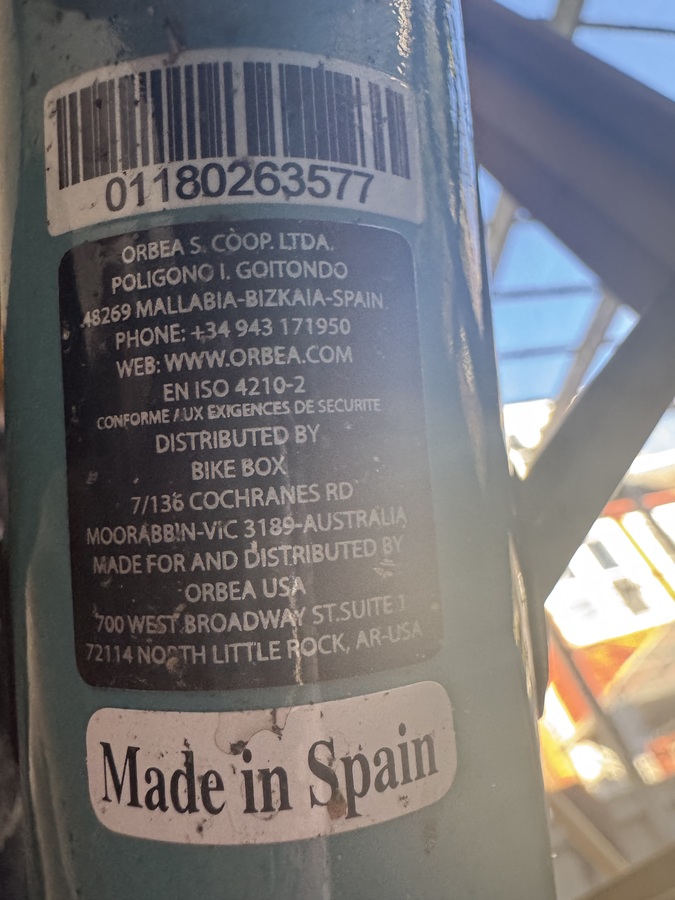 01180263577
ORBEA S. COOP. LTDA.
POLIGONO I. GOITONDO
48269 MALLABIA-BIZKAIA-SPAIN
PHONE: +34 943 171950
WEB: WWW.ORBEA.COM
EN ISO 4210-2
CONFORME AUX EXIGENCES DE SECURITE
DISTRIBUTED BY
BIKE BOX
7/136 COCHRANES RD
MOORABBIN-VIC 3189-AUSTRALIA
MADE FOR AND DISTRIBUTED BY
ORBEA USA
700 WEST BROADWAY ST.SUITE 1
72114 NORTH LITTLE ROCK, AR-USA
Made in Spain